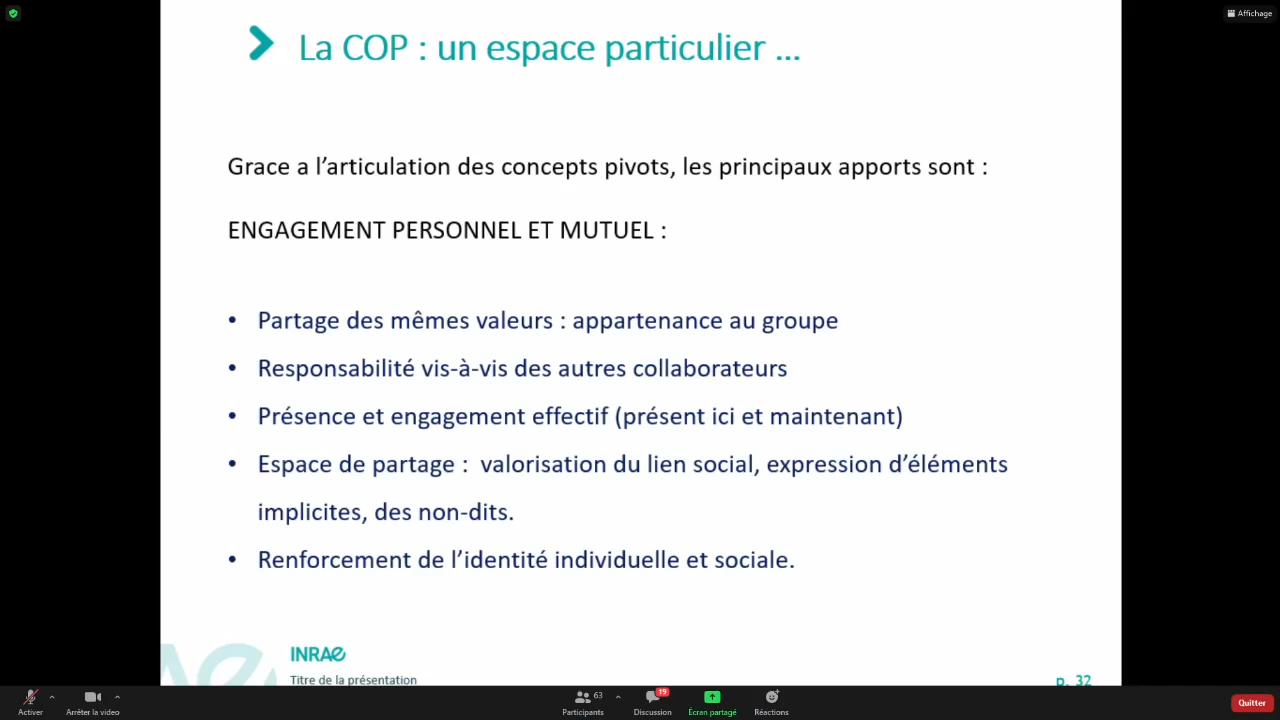 Affichage
La COP : un espace particulier ...
Grace a l’articulation des concepts pivots, les principaux apports sont :
ENGAGEMENT PERSONNEL ET MUTUEL :
• Partage des mêmes valeurs : appartenance au groupe
• Responsabilité vis-à-vis des autres collaborateurs
• Présence et engagement effectif (présent ici et maintenant)
• Espace de partage : valorisation du lien social, expression d’éléments
implicites, des non-dits.
• Renforcement de l’identité individuelle et sociale.
INRAE
Titre de la présentation
p. 32
63
19
Activer
Arrêter la video
Participants
Discussion
Écran partagé
Réactions
Quitter